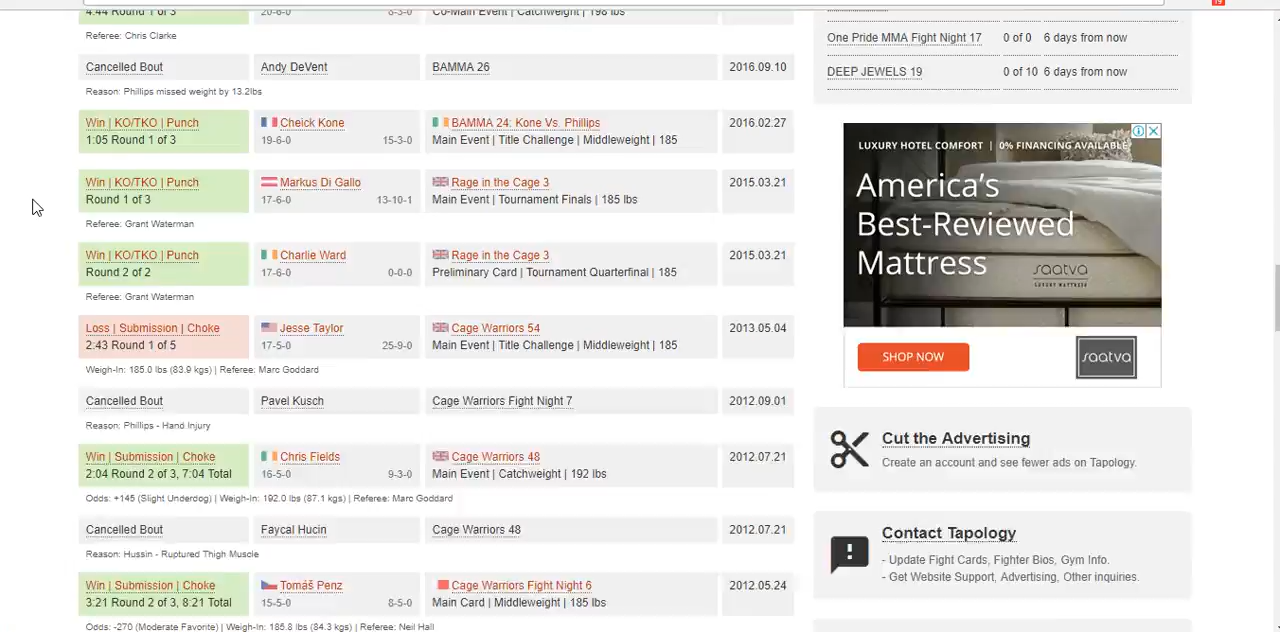 19
4:44 Round 1 of 3 20-6-0 8-3-0 Co-Main Event | Catchweight | 198 lbs
Referee: Chris Clarke
Cancelled Bout Andy DeVent BAMMA 26 2016.09.10
Reason: Phillips missed weight by 13.2lbs
Win | KO/TKO | Punch Cheick Kone BAMMA 24: Kone Vs. Phillips 2016.02.27
1:05 Round 1 of 3 19-6-0 15-3-0 Main Event | Title Challenge | Middleweight | 185
Win | KO/TKO | Punch Markus Di Gallo Rage in the Cage 3 2015.03.21
Round 1 of 3 17-6-0 13-10-1 Main Event | Tournament Finals | 185 lbs
Referee: Grant Waterman
Win | KO/TKO | Punch Charlie Ward Rage in the Cage 3 2015.03.21
Round 2 of 2 17-6-0 0-0-0 Preliminary Card | Tournament Quarterfinal | 185
Referee: Grant Waterman
Loss | Submission | Choke Jesse Taylor Cage Warriors 54 2013.05.04
2:43 Round 1 of 5 17-5-0 25-9-0 Main Event | Title Challenge | Middleweight | 185
Weigh-In: 185.0 lbs (83.9 kgs) | Referee: Marc Goddard
Cancelled Bout Pavel Kusch Cage Warriors Fight Night 7 2012.09.01
Reason: Phillips - Hand Injury
Win | Submission | Choke Chris Fields Cage Warriors 48 2012.07.21
2:04 Round 2 of 3, 7:04 Total 16-5-0 9-3-0 Main Event | Catchweight | 192 lbs
Odds: +145 (Slight Underdog) | Weigh-In: 192.0 lbs (87.1 kgs) | Referee: Marc Goddard
Cancelled Bout Faycal Hucin Cage Warriors 48 2012.07.21
Reason: Hussin - Ruptured Thigh Muscle
Win | Submission | Choke Tomáš Penz Cage Warriors Fight Night 6 2012.05.24
3:21 Round 2 of 3, 8:21 Total 15-5-0 8-5-0 Main Card | Middleweight | 185 lbs
Odds: -270 (Moderate Favorite) | Weigh-In: 185.8 lbs (84.3 kgs) | Referee: Neil Hall
One Pride MMA Fight Night 17 0 of 0 6 days from now
DEEP JEWELS 19 0 of 10 6 days from now
LUXURY HOTEL COMFORT | 0% FINANCING AVAILABLE
America's
Best-Reviewed
Mattress
saatva
LUXURY MATTRESS
SHOP NOW saatva
Cut the Advertising
Create an account and see fewer ads on Tapology.
Contact Tapology
- Update Fight Cards, Fighter Bios, Gym Info.
- Get Website Support, Advertising, Other inquiries.